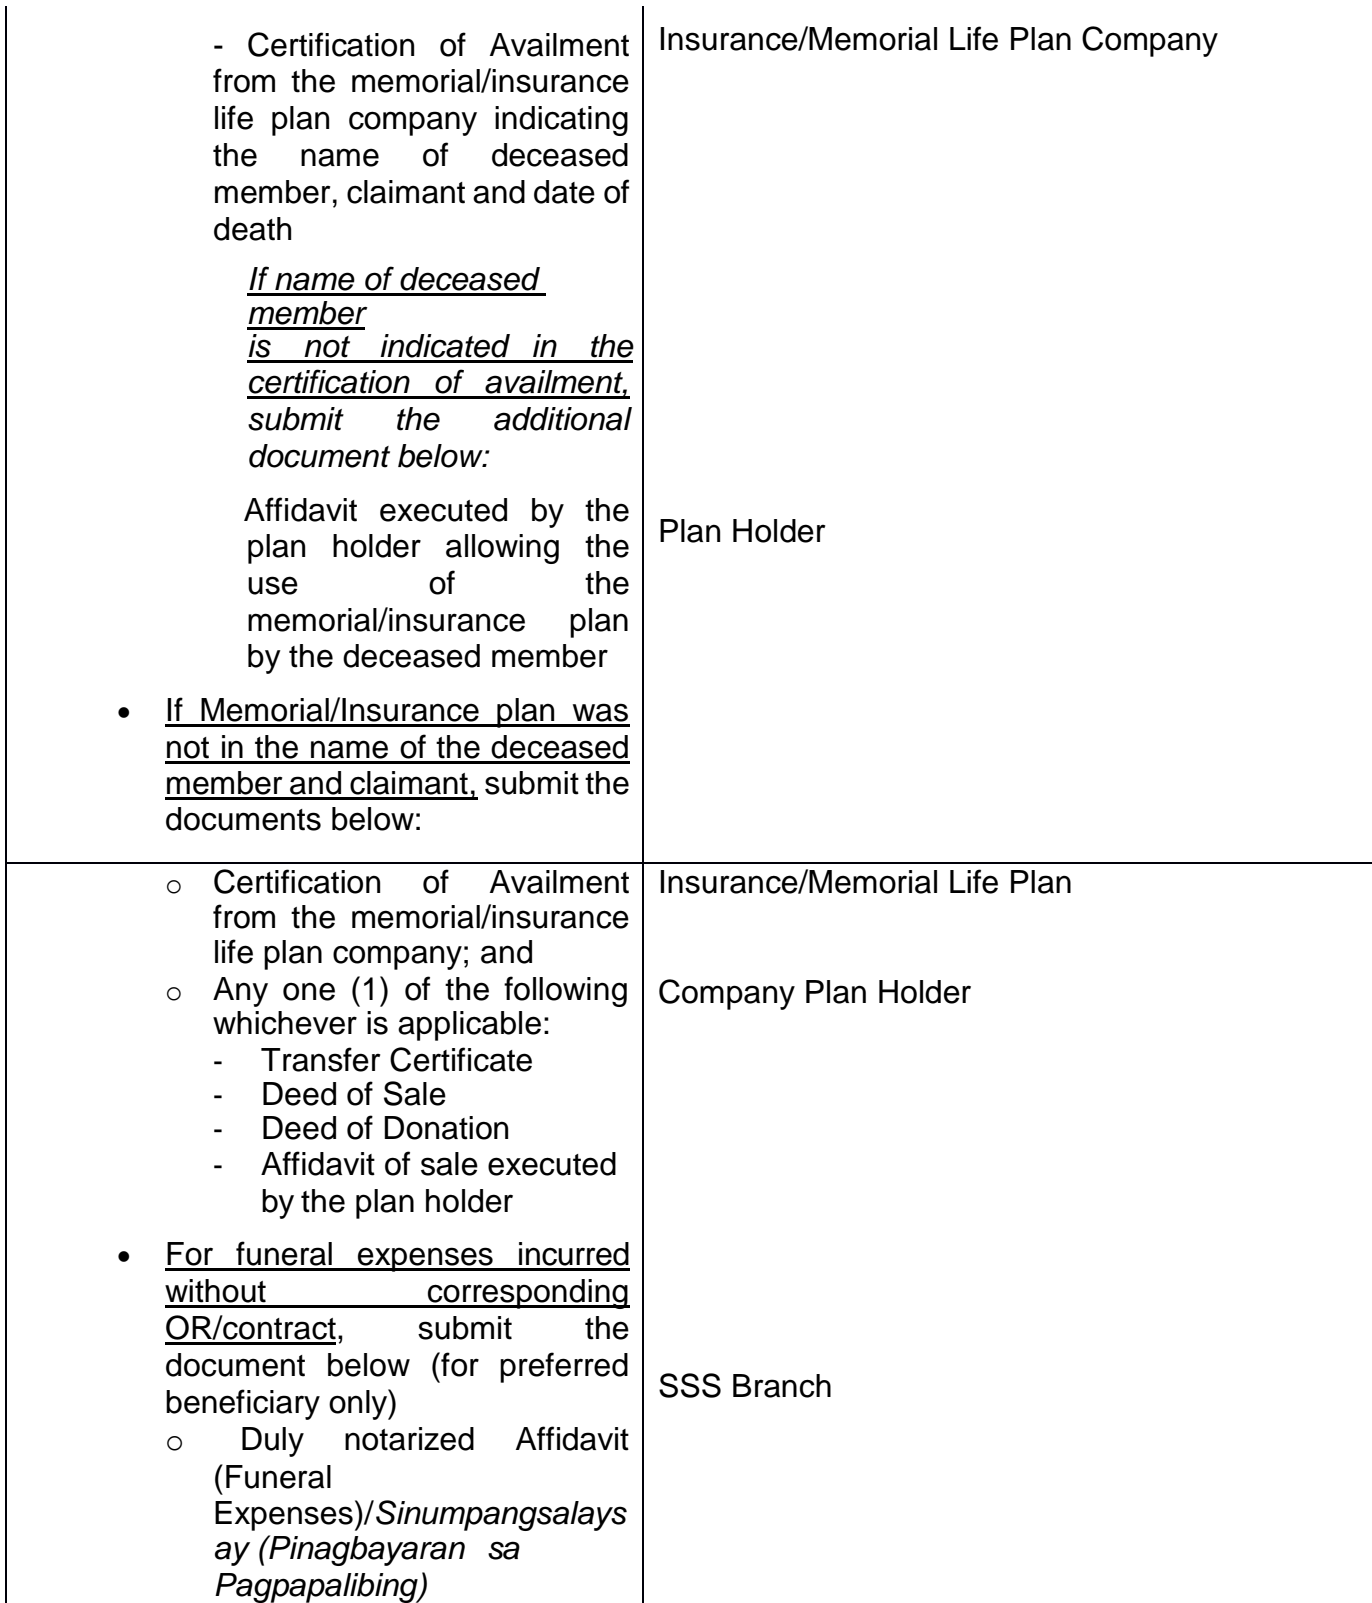 - Certification of Availment
from the memorial/insurance
life plan company indicating
the name of deceased
member, claimant and date of
death
If name of deceased
member
is not indicated in the
certification of availment,
submit the additional
document below:
Affidavit executed by the
plan holder allowing the
use of the
memorial/insurance plan
by the deceased member
• If Memorial/Insurance plan was
not in the name of the deceased
member and claimant, submit the
documents below:
Insurance/Memorial Life Plan Company
Plan Holder
o Certification of Availment
from the memorial/insurance
life plan company; and
o Any one (1) of the following
whichever is applicable:
- Transfer Certificate
- Deed of Sale
- Deed of Donation
- Affidavit of sale executed
by the plan holder
• For funeral expenses incurred
without corresponding
OR/contract, submit the
document below (for preferred
beneficiary only)
o Duly notarized Affidavit
(Funeral
Expenses)/Sinumpangsalays
ay (Pinagbayaran sa
Pagpapalibing)
Insurance/Memorial Life Plan
Company Plan Holder
SSS Branch